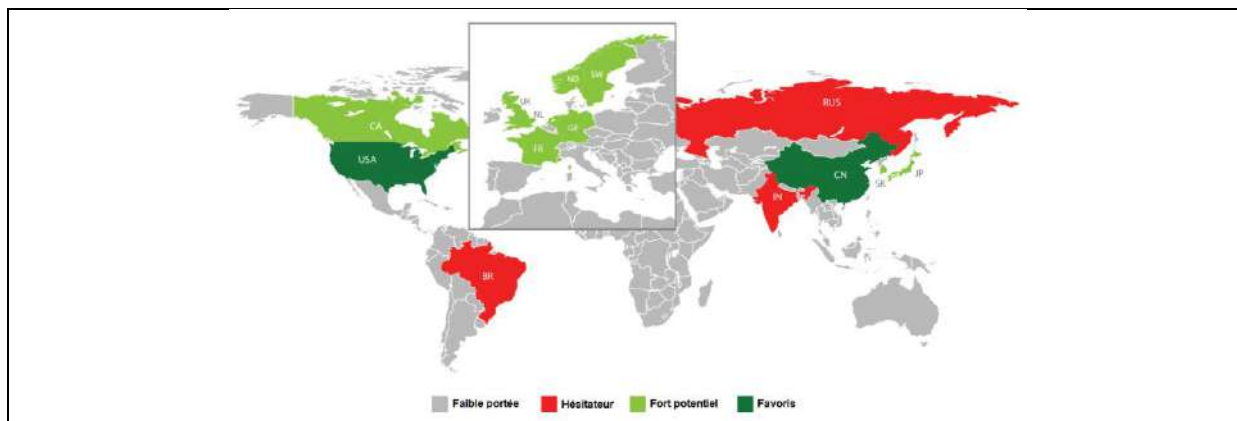 NO SW
UK
NL
GE
FR
CA
USA
RUS
CN
SK JP
IN
BR
Faible portée Hésitateur Fort potentiel Favoris